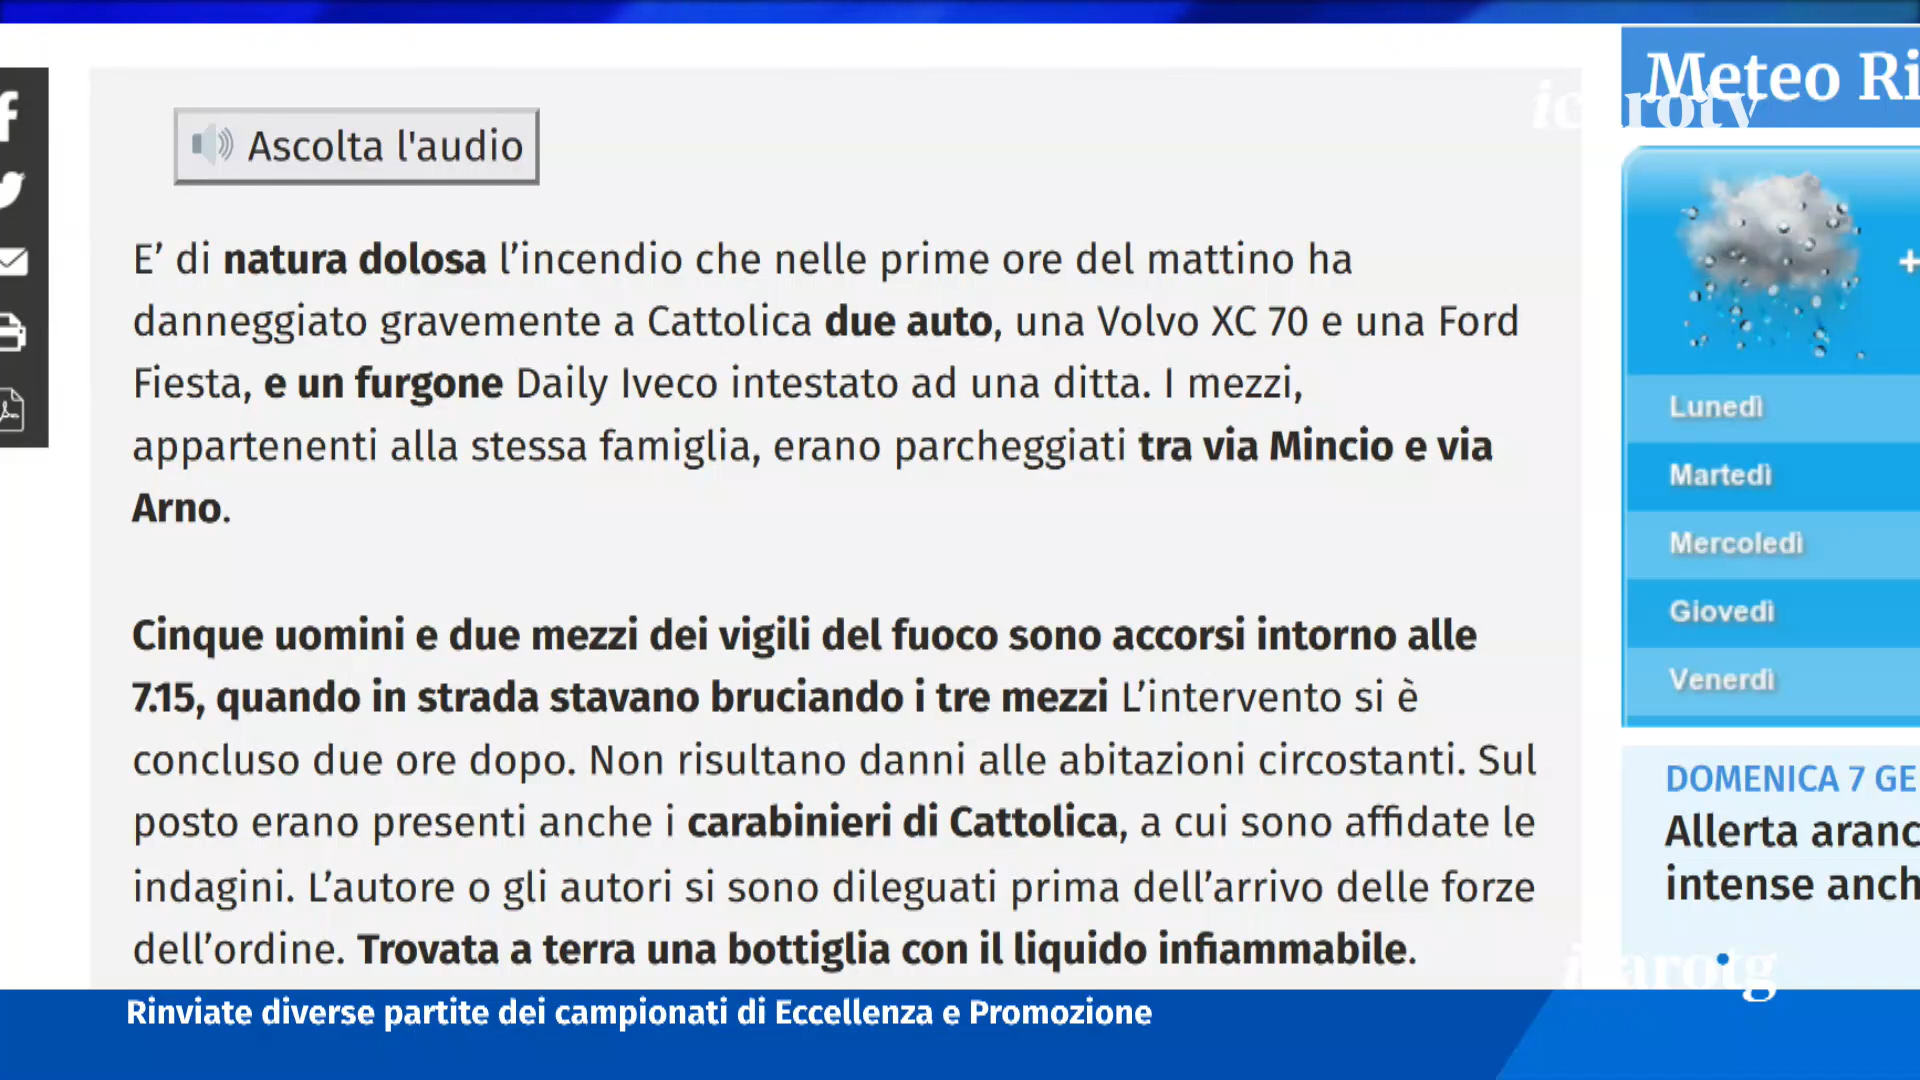 Ascolta l'audio
E’ di natura dolosa l’incendio che nelle prime ore del mattino ha
danneggiato gravemente a Cattolica due auto, una Volvo XC 70 e una Ford
Fiesta, e un furgone Daily Iveco intestato ad una ditta. I mezzi,
appartenenti alla stessa famiglia, erano parcheggiati tra via Mincio e via
Arno.
Cinque uomini e due mezzi dei vigili del fuoco sono accorsi intorno alle
7.15, quando in strada stavano bruciando i tre mezzi L’intervento si è
concluso due ore dopo. Non risultano danni alle abitazioni circostanti. Sul
posto erano presenti anche i carabinieri di Cattolica, a cui sono affidate le
indagini. L’autore o gli autori si sono dileguati prima dell’arrivo delle forze
dell’ordine. Trovata a terra una bottiglia con il liquido infiammabile.
Meteo Ri
icarotv
+
Lunedì
Martedì
Mercoledì
Giovedì
Venerdì
DOMENICA 7 GE
Allerta aranc
intense anch
icarotg
Rinviate diverse partite dei campionati di Eccellenza e Promozione